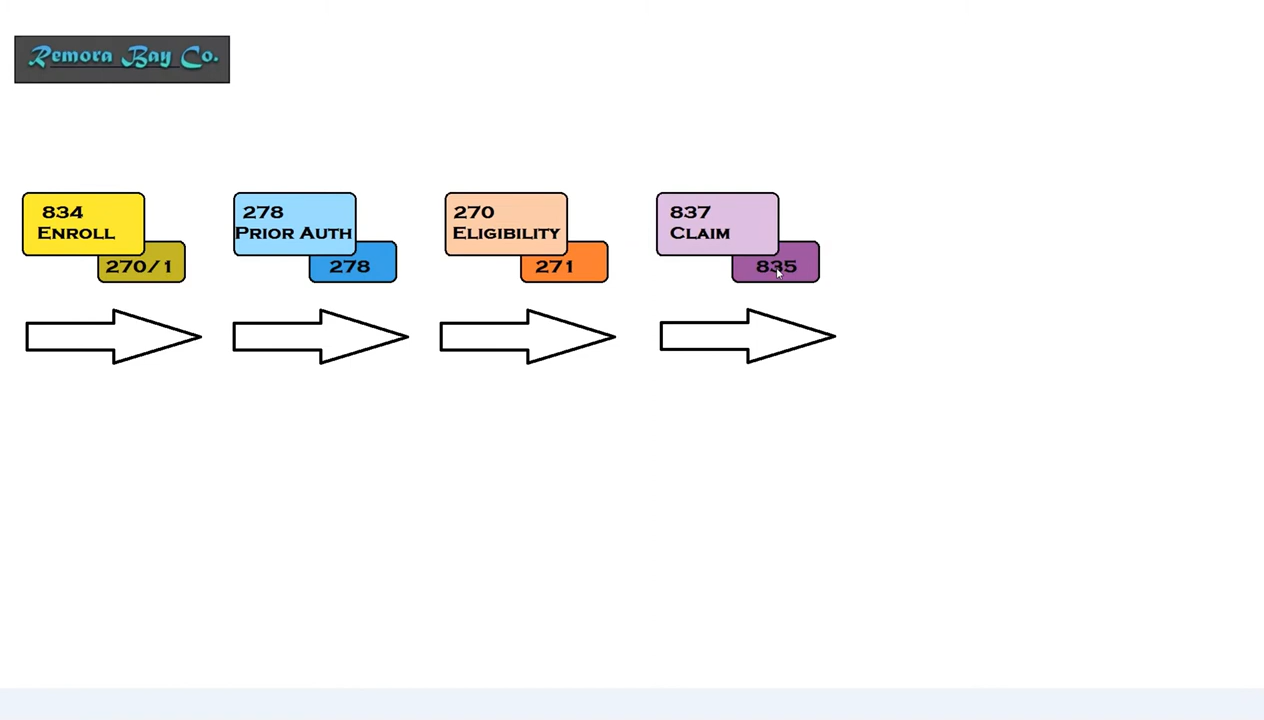 Remora Bay Co.
834
Enroll
270/1
278
Prior Auth
278
270
Eligibility
271
837
Claim
835